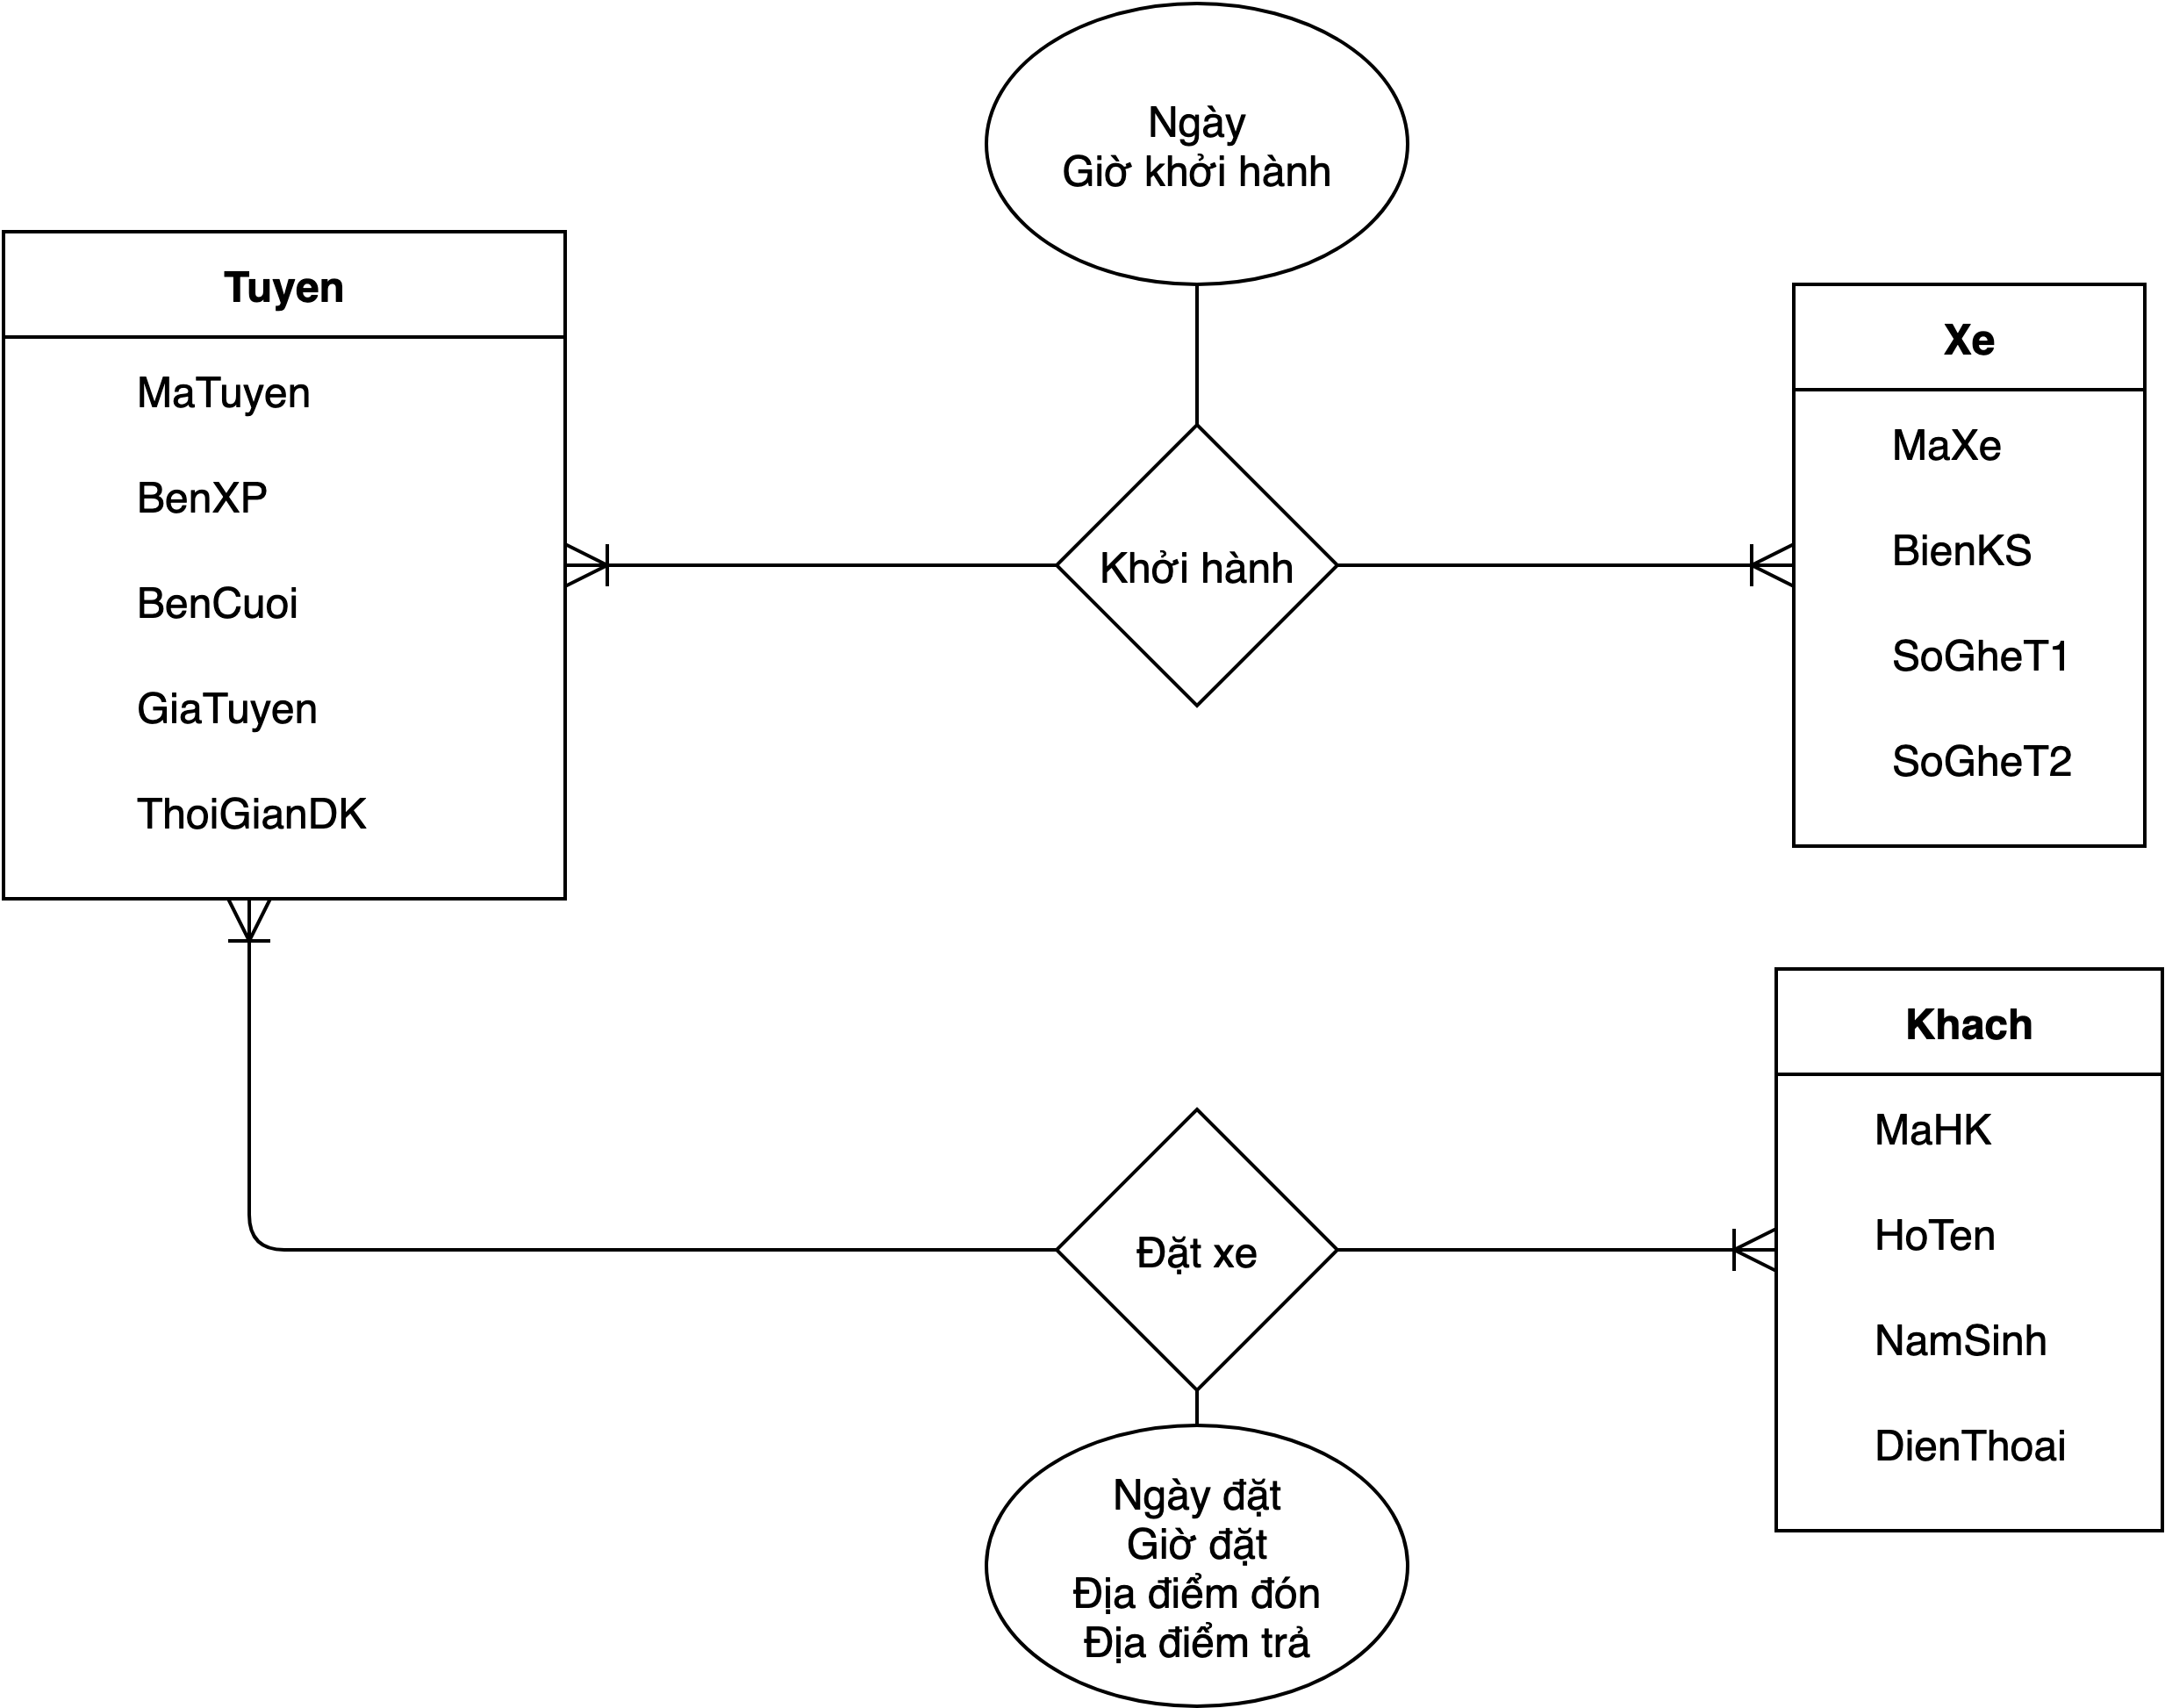 Ngày
Giờ khởi hành
Tuyen
MaTuyen
BenXP
BenCuoi
GiaTuyen
ThoiGianDK
Khởi hành
Xe
MaXe
BienKS
SoGheT1
SoGheT2
Khach
MaHK
HoTen
NamSinh
DienThoai
Đặt xe
Ngày đặt
Giờ đặt
Địa điểm đón
Địa điểm trả